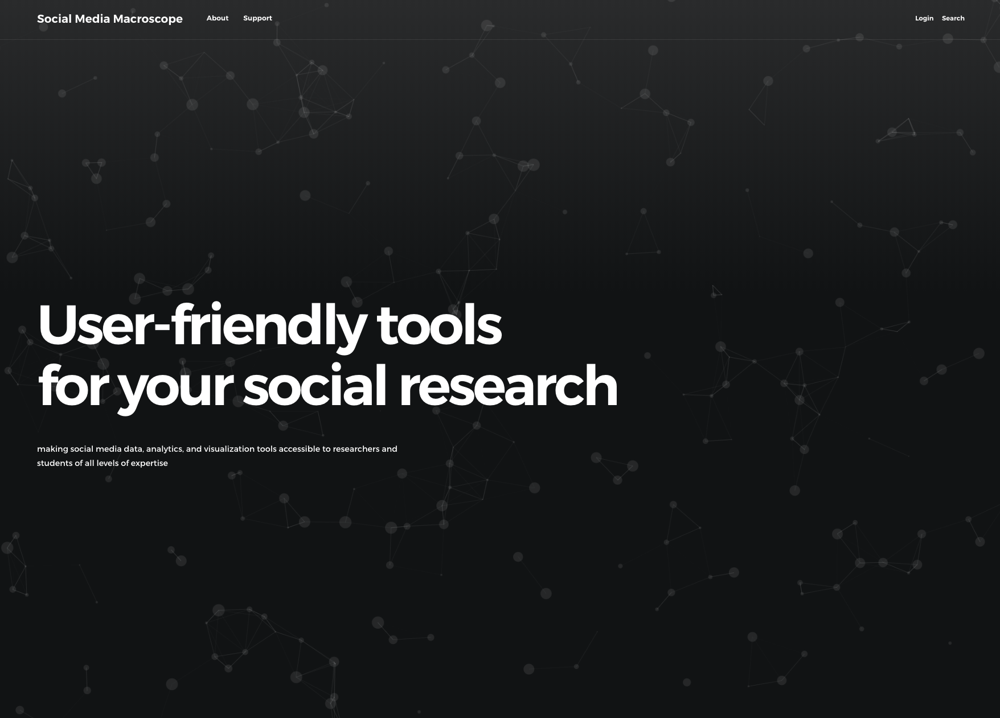 Social Media Macroscope About Support Login Search
User-friendly tools
for your social research
making social media data, analytics, and visualization tools accessible to researchers and
students of all levels of expertise